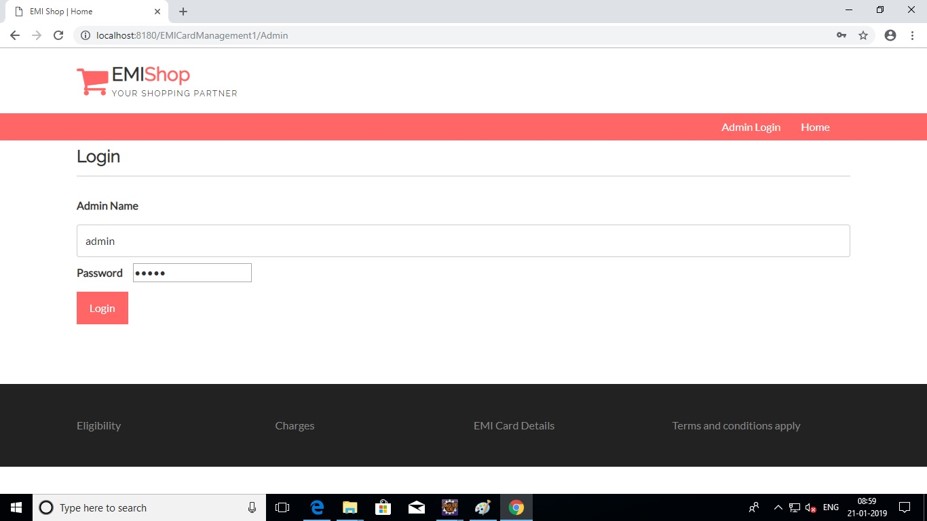 EMI Shop | Home
localhost:8180/EMICardManagement1/Admin
EMIShop
YOUR SHOPPING PARTNER
Admin Login Home
Login
Admin Name
admin
Password •••••
Login
Eligibility Charges EMI Card Details Terms and conditions apply
Type here to search
ENG
08:59
21-01-2019